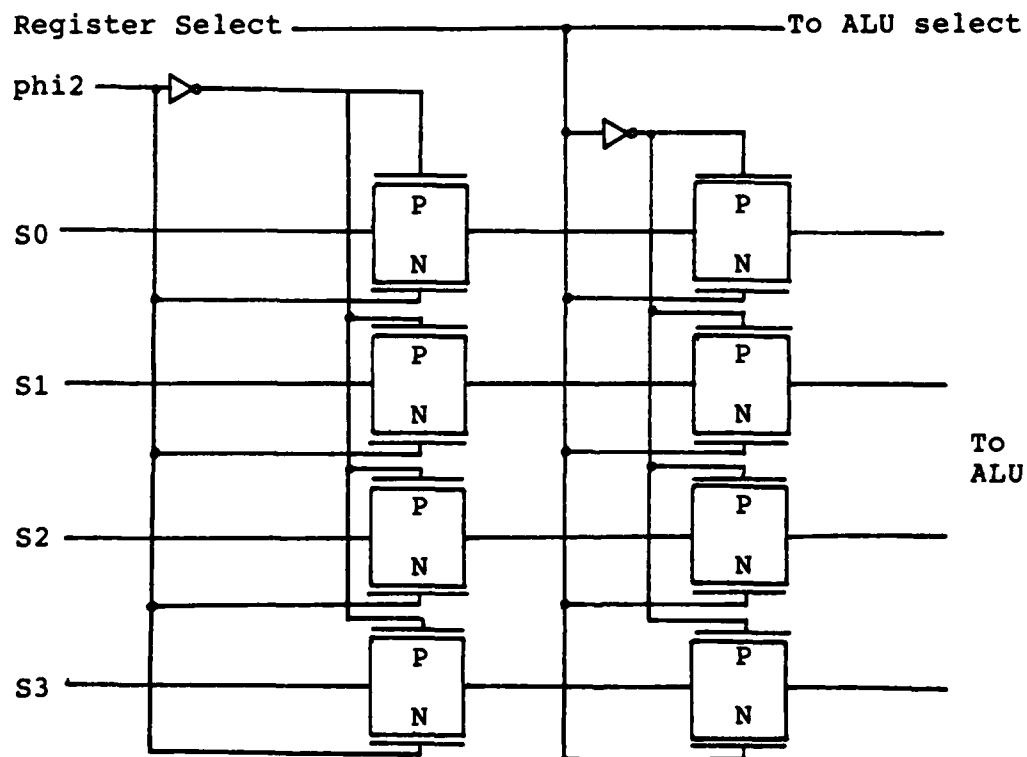 Register Select To ALU select
phi2
P P
S0
N N
P P
S1
N N
To
ALU
P P
S2
N N
P P
S3
N N